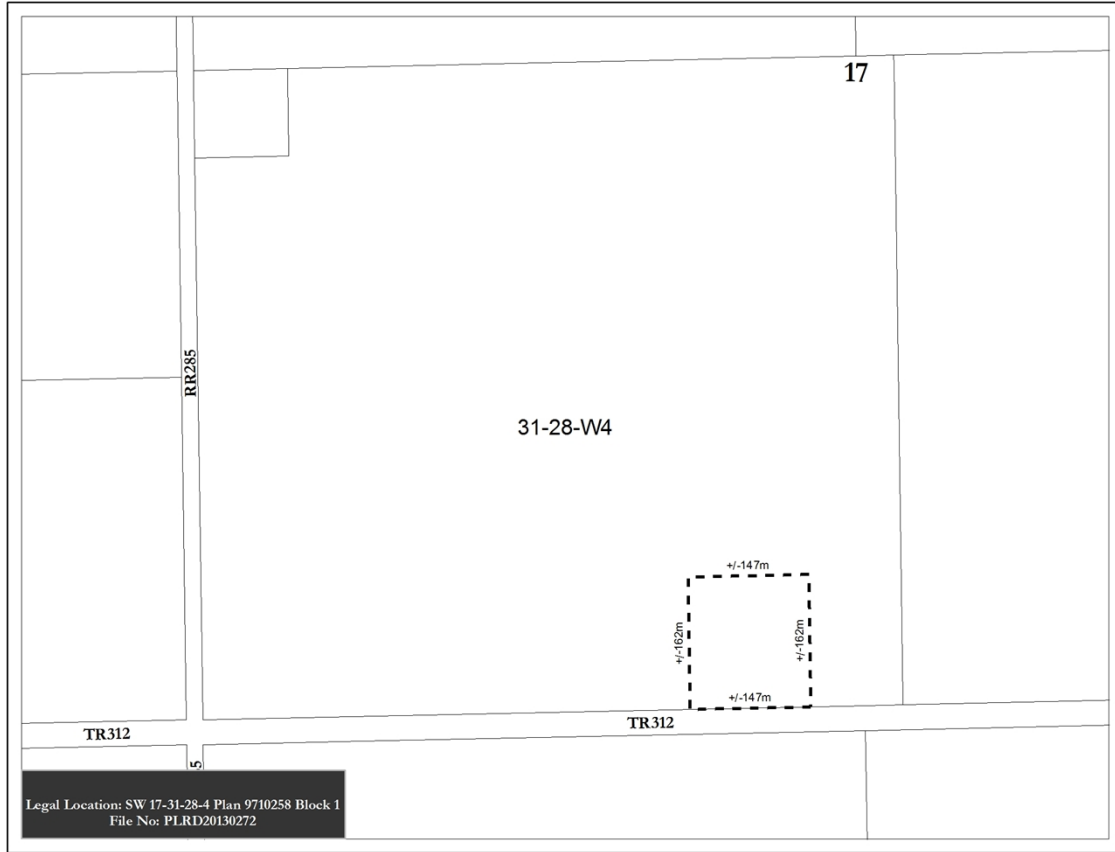 17
RR285
31-28-W4
+/-147m
+/-162m
+/-162m
+/-147m
TR312
TR312
5
Legal Location: SW 17-31-28-4 Plan 9710258 Block 1
File No: PLRD20130272